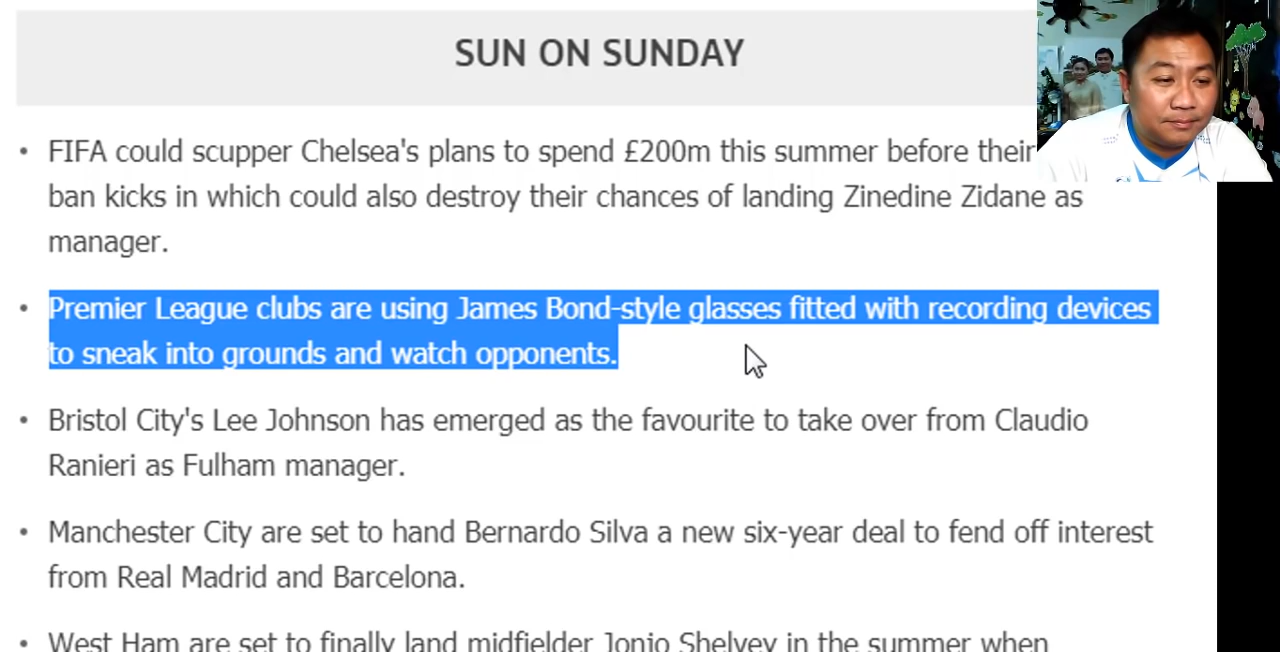 SUN ON SUNDAY
• FIFA could scupper Chelsea's plans to spend £200m this summer before their
ban kicks in which could also destroy their chances of landing Zinedine Zidane as
manager.
• Premier League clubs are using James Bond-style glasses fitted with recording devices
to sneak into grounds and watch opponents.
• Bristol City's Lee Johnson has emerged as the favourite to take over from Claudio
Ranieri as Fulham manager.
• Manchester City are set to hand Bernardo Silva a new six-year deal to fend off interest
from Real Madrid and Barcelona.
• West Ham are set to finally land midfielder Jonjo Shelvey in the summer when